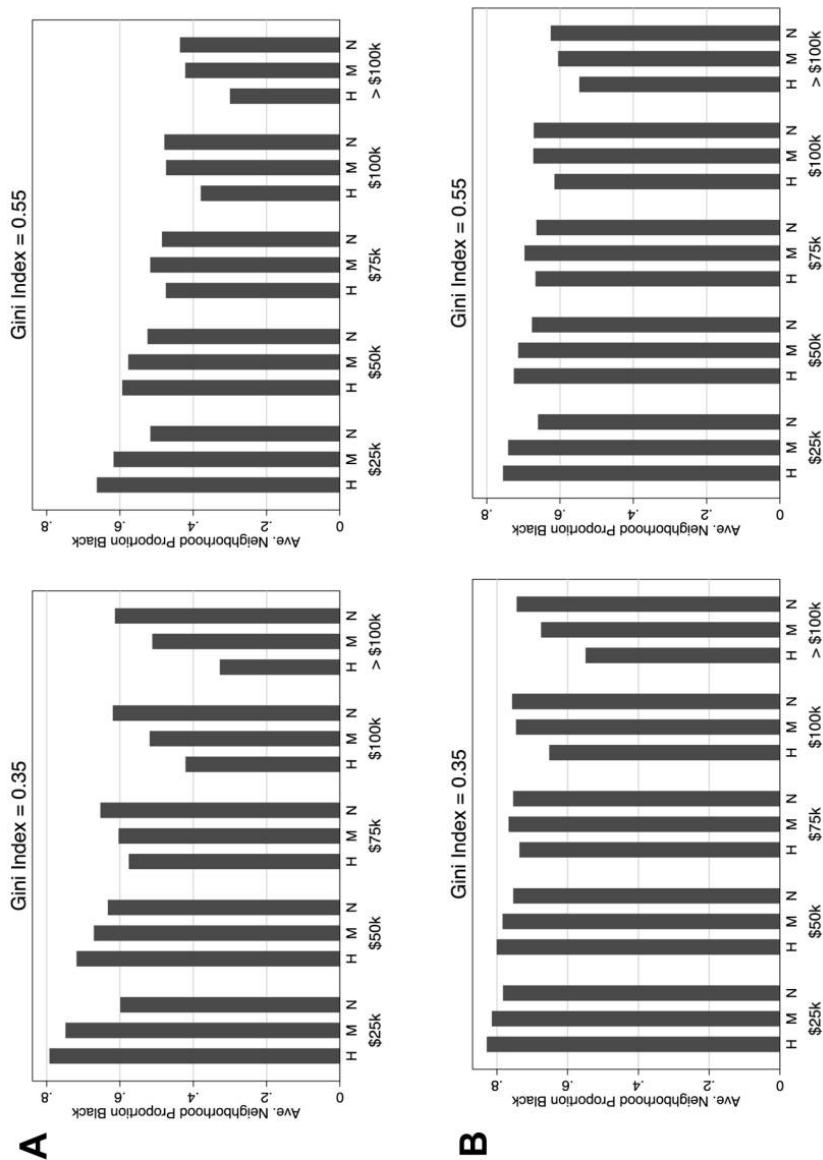 A
Gini Index = 0.35
Ave. Neighborhood Proportion Black
.8
.6
.4
.2
0
H M N H M N H M N H M N H M N
$25k $50k $75k $100k > $100k
Gini Index = 0.55
Ave. Neighborhood Proportion Black
.8
.6
.4
.2
0
H M N H M N H M N H M N H M N
$25k $50k $75k $100k > $100k
B
Gini Index = 0.35
Ave. Neighborhood Proportion Black
.8
.6
.4
.2
0
H M N H M N H M N H M N H M N
$25k $50k $75k $100k > $100k
Gini Index = 0.55
Ave. Neighborhood Proportion Black
.8
.6
.4
.2
0
H M N H M N H M N H M N H M N
$25k $50k $75k $100k > $100k